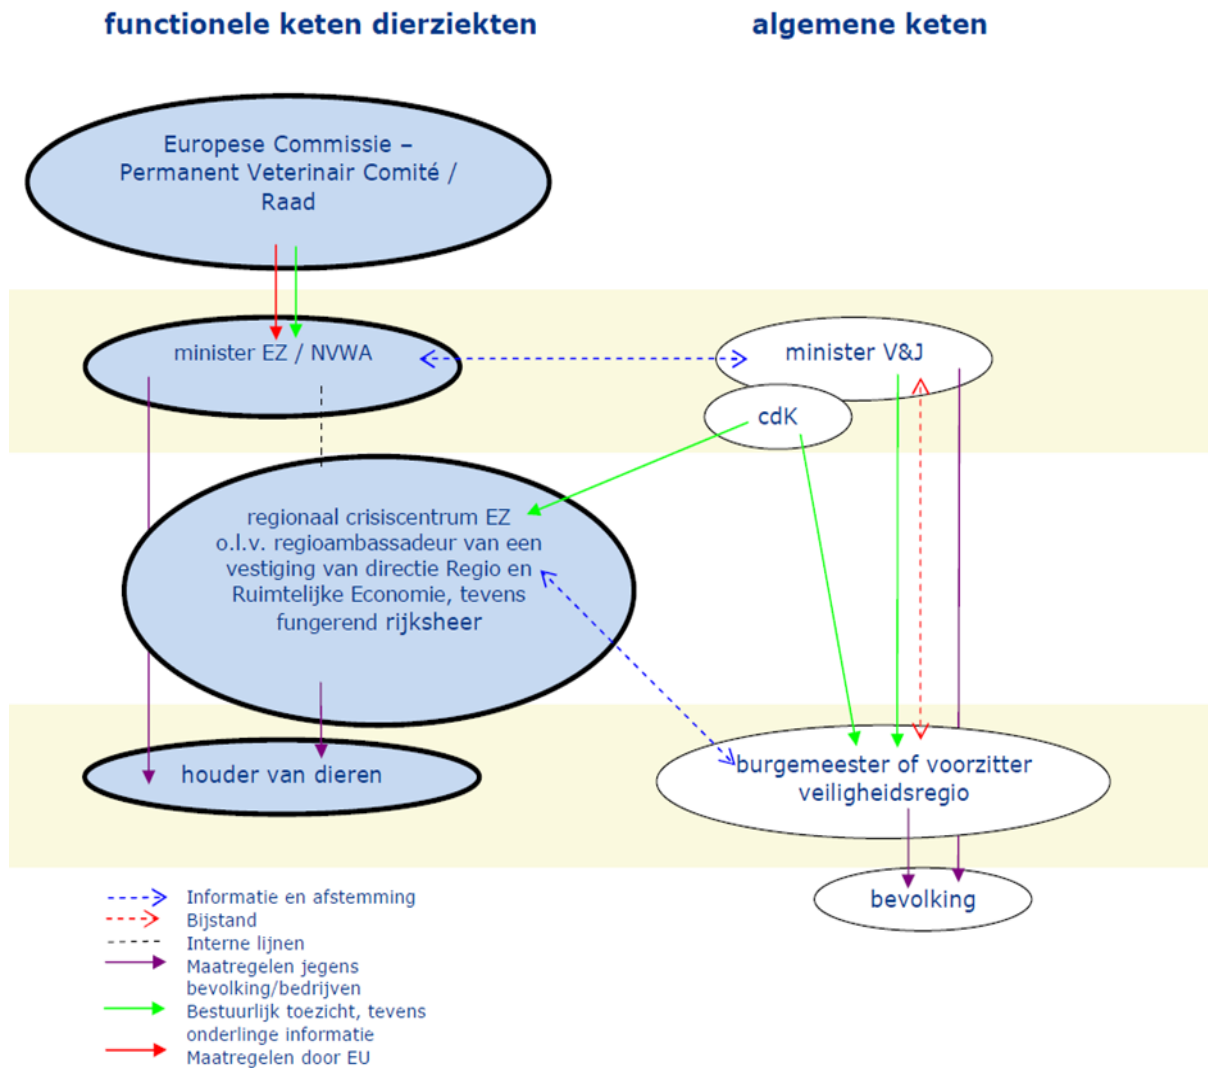 functionele keten dierziekten
algemene keten
Europese Commissie –
Permanent Veterinair Comité /
Raad
minister EZ / NVWA
minister V&J
cdK
regionaal crisiscentrum EZ
o.l.v. regioambassadeur van een
vestiging van directie Regio en
Ruimtelijke Economie, tevens
fungerend rijksheer
houder van dieren
burgemeester of voorzitter
veiligheidsregio
bevolking
Informatie en afstemming
Bijstand
Interne lijnen
Maatregelen jegens
bevolking/bedrijven
Bestuurlijk toezicht, tevens
onderlinge informatie
Maatregelen door EU